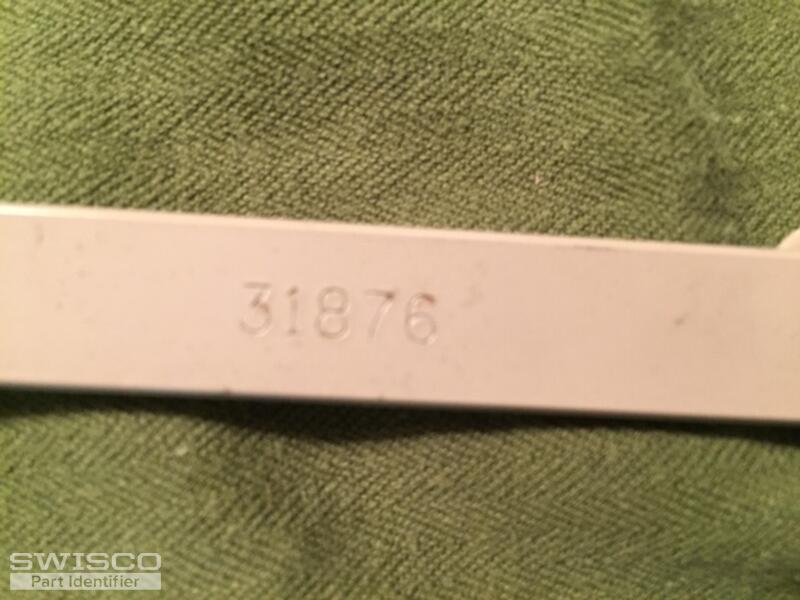 31876
SWISCO
Part Identifier